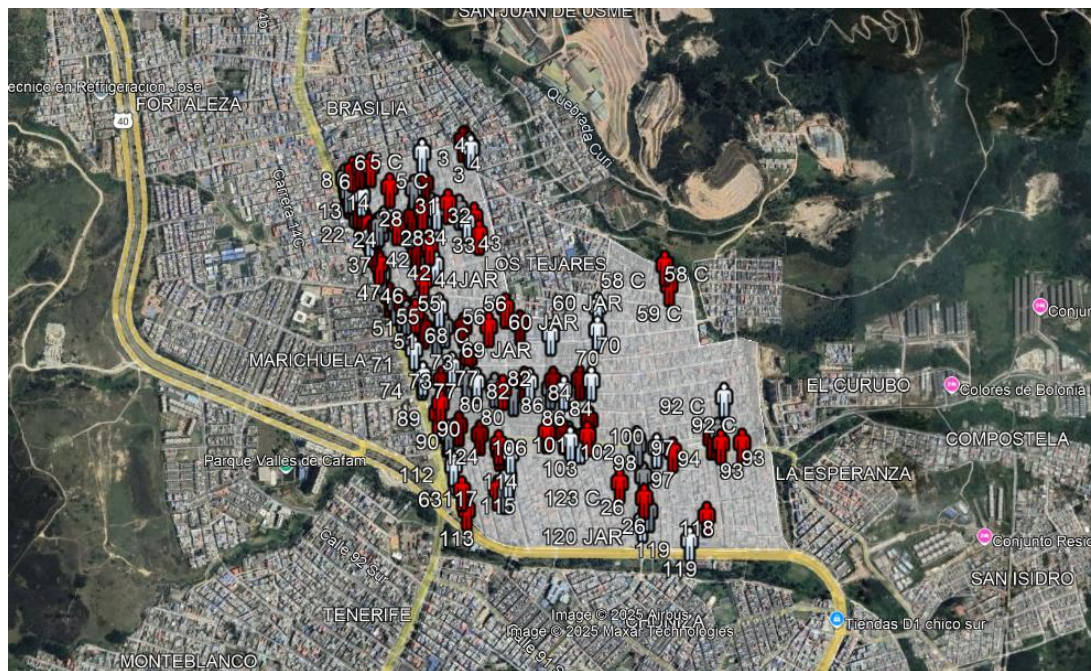 SAN JUAN DE USME
ecnico en Refrigeración Jose
FORTALEZA
BRASILIA
40
Quebrada Curi
Carrera 14C
3
4
3
4
6
5 C
8
6
5 C
14
13
28
31
32
22
24
28
34
33
43
37
42
42
44JAR
LOS TEJARES
58 C
58 C
59 C
47
46
55
56
60 JAR
51
55
56
60 JAR
51
68 C
70
MARICHUELA
71
73
69 JAR
70
74
73
77
82
82
84
77
80
86
84
89
80
86
92 C
EL CURUBO
Colores de Bolonia
Conjun
90
90
92 C
COMPOSTELA
124
106
101
102
100
97
93
103
98
94
93
97
LA ESPERANZA
Parque Valles de Cafam
112
114
63
117
115
123 C
26
113
120 JAR
26
118
119
119
Calle 92 Sur
Conjunto Resid
SAN ISIDRO
TENERIFE
Image © 2025 Airbus
CHUNIZA
Image © 2025 Maxar Technologies
Tiendas D1 chico sur
MONTEBLANCO